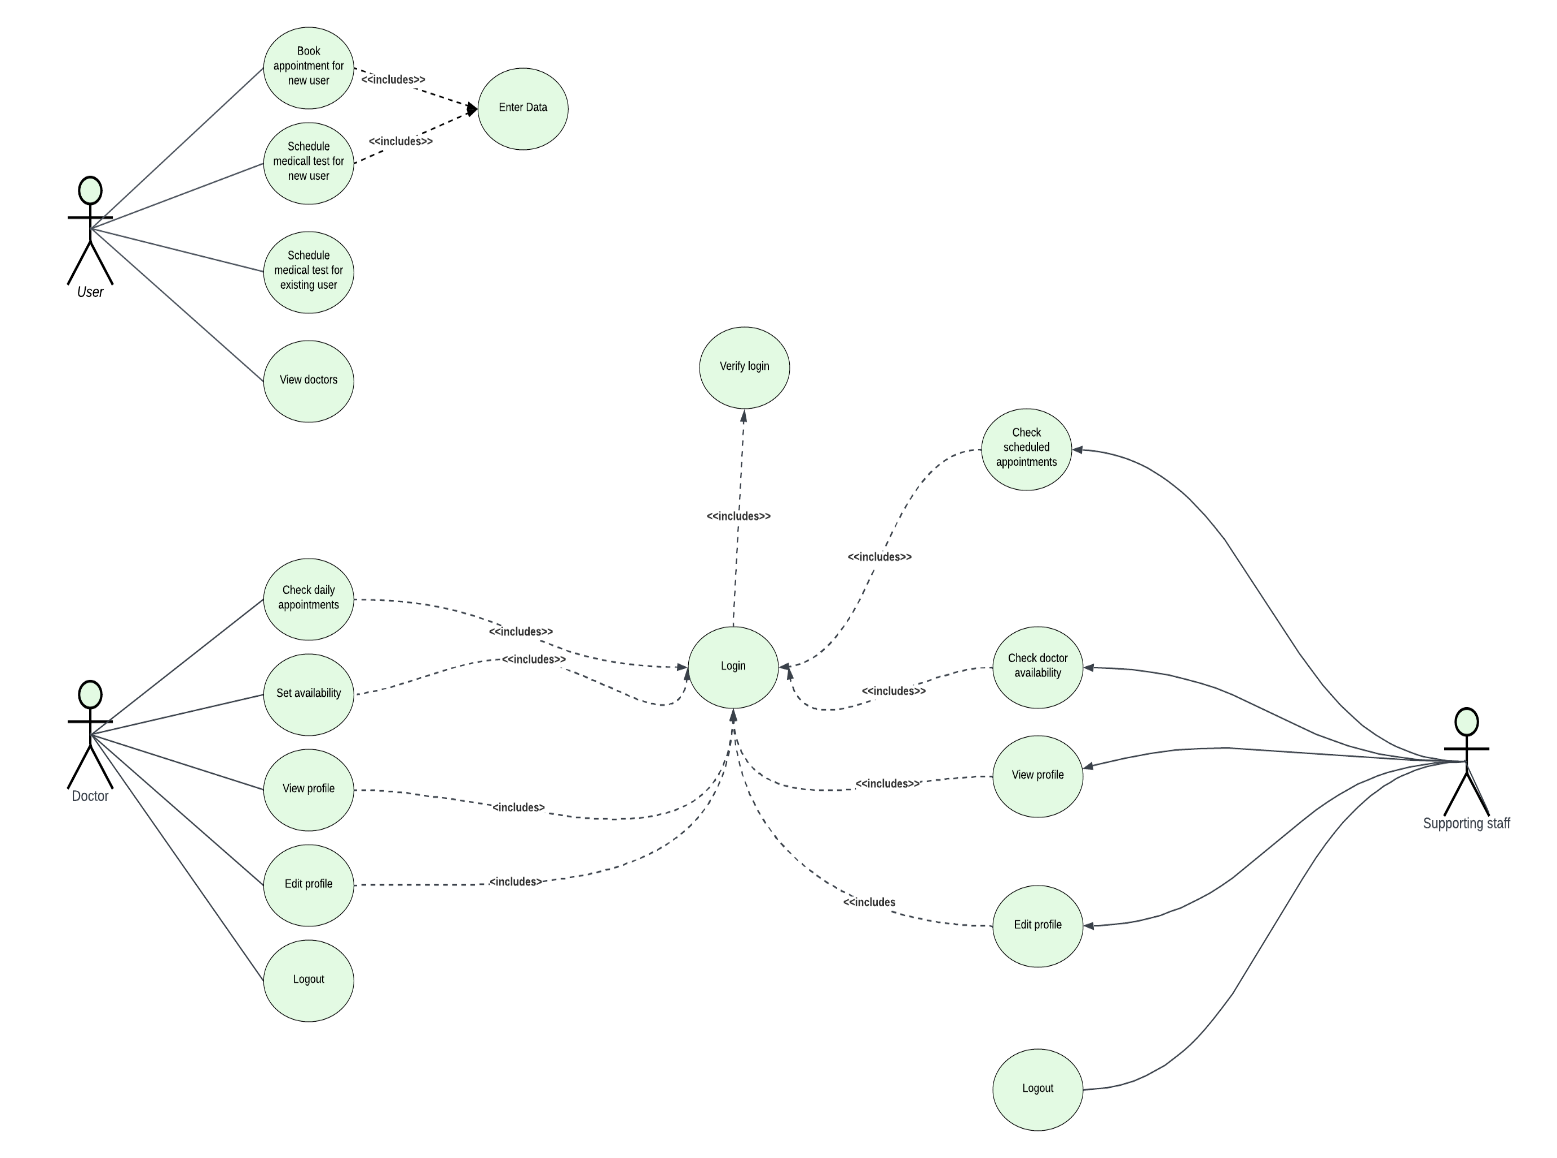 Book
appointment for
new user
<<includes>>
Enter Data
<<includes>>
Schedule
medicall test for
new user
User
Schedule
medical test for
existing user
View doctors
Verify login
<<includes>>
Check
scheduled
appointments
<<includes>>
Check daily
appointments
<<includes>>
<<includes>>
Set availability
Login
Check doctor
availability
<<includes>>
Doctor
View profile
<includes>
<<includes>>
View profile
Supporting staff
Edit profile
<includes>
<<includes
Edit profile
Logout
Logout